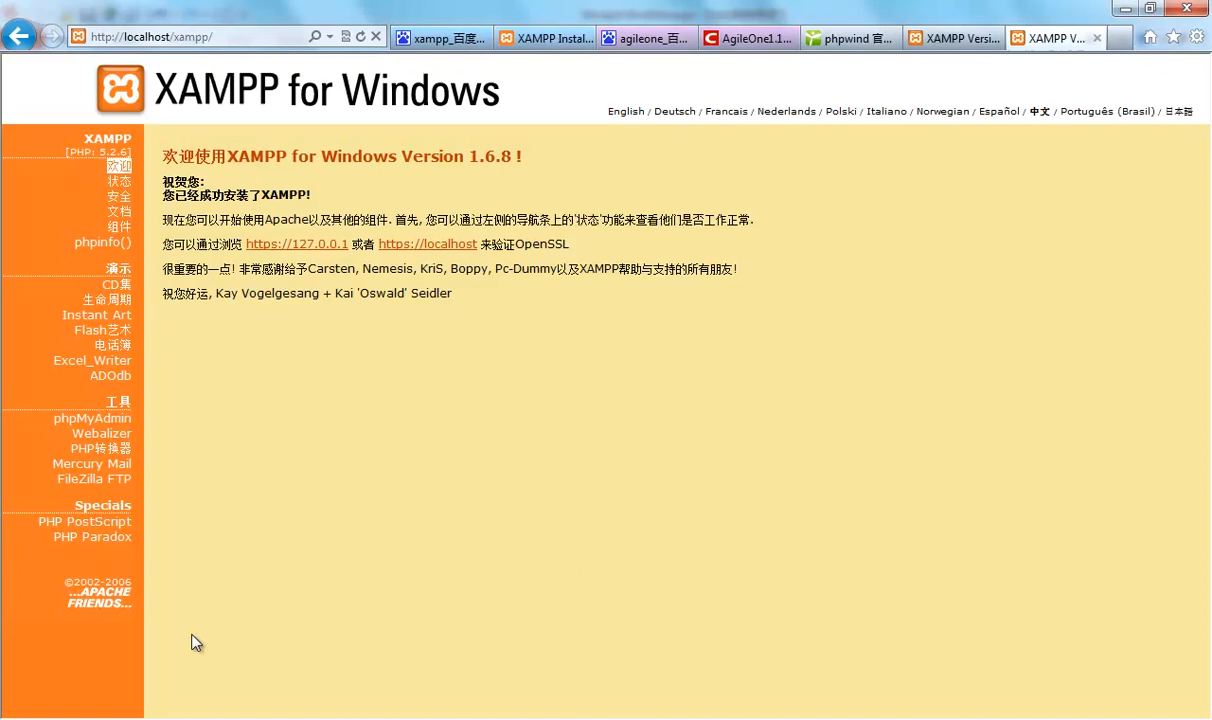 http://localhost/xampp/
xampp_百度...
XAMPP Instal...
agileone_百...
AgileOne1.1...
phpwind 官...
XAMPP Versi...
XAMPP V...
XAMPP for Windows
English / Deutsch / Francais / Nederlands / Polski / Italiano / Norwegian / Español / 中文 / Português (Brasil) / 日本語
XAMPP
[PHP: 5.2.6]
欢迎
状态
安全
文档
组件
phpinfo()
演示
CD集
生命周期
Instant Art
Flash艺术
电话簿
Excel_Writer
ADOdb
工具
phpMyAdmin
Webalizer
PHP转换器
Mercury Mail
FileZilla FTP
Specials
PHP PostScript
PHP Paradox
©2002-2006
...APACHE
FRIENDS...
欢迎使用XAMPP for Windows Version 1.6.8 !
祝贺您:
您已经成功安装了XAMPP!
现在您可以开始使用Apache以及其他的组件. 首先, 您可以通过左侧的导航条上的'状态'功能来查看他们是否工作正常.
您可以通过浏览 https://127.0.0.1 或者 https://localhost 来验证OpenSSL
很重要的一点! 非常感谢给予Carsten, Nemesis, KriS, Boppy, Pc-Dummy以及XAMPP帮助与支持的所有朋友!
祝您好运, Kay Vogelgesang + Kai 'Oswald' Seidler